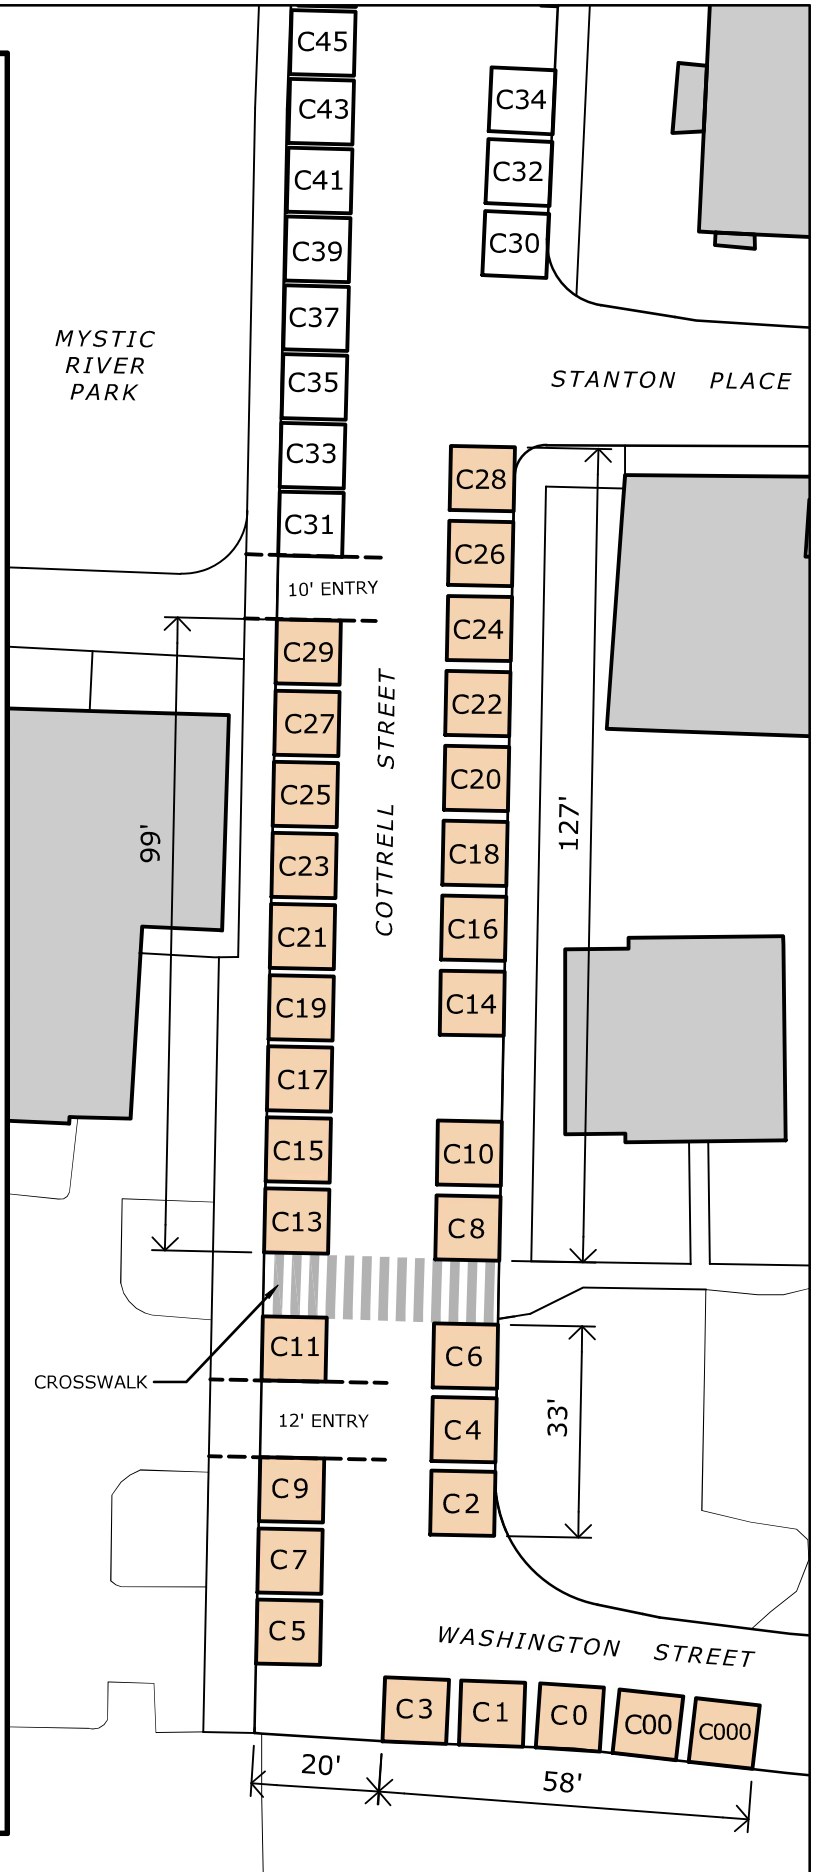 C45
C43
C34
C41
C32
C39
C30
C37
MYSTIC
RIVER
PARK
C35
STANTON PLACE
C33
C28
C31
C26
10' ENTRY
C24
C29
C22
C27
COTTRELL STREET
C20
C25
99'
127'
C18
C23
C16
C21
C14
C19
C17
C15
C10
C13
C8
C11
C6
CROSSWALK
12' ENTRY
C4
33'
C9
C2
C7
C5
WASHINGTON STREET
C3
C1
C0
C00
C000
20'
58'